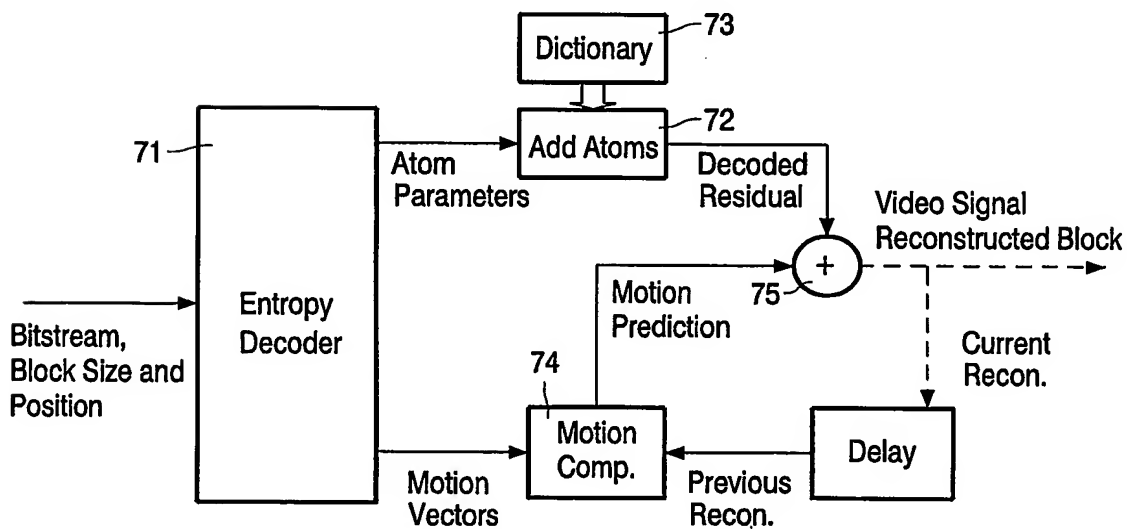 73
Dictionary
71
72
Add Atoms
Atom
Parameters
Decoded
Residual
Video Signal
Reconstructed Block
+
75
Entropy
Decoder
Motion
Prediction
Bitstream,
Block Size and
Position
Current
Recon.
74
Motion
Comp.
Delay
Motion
Vectors
Previous
Recon.